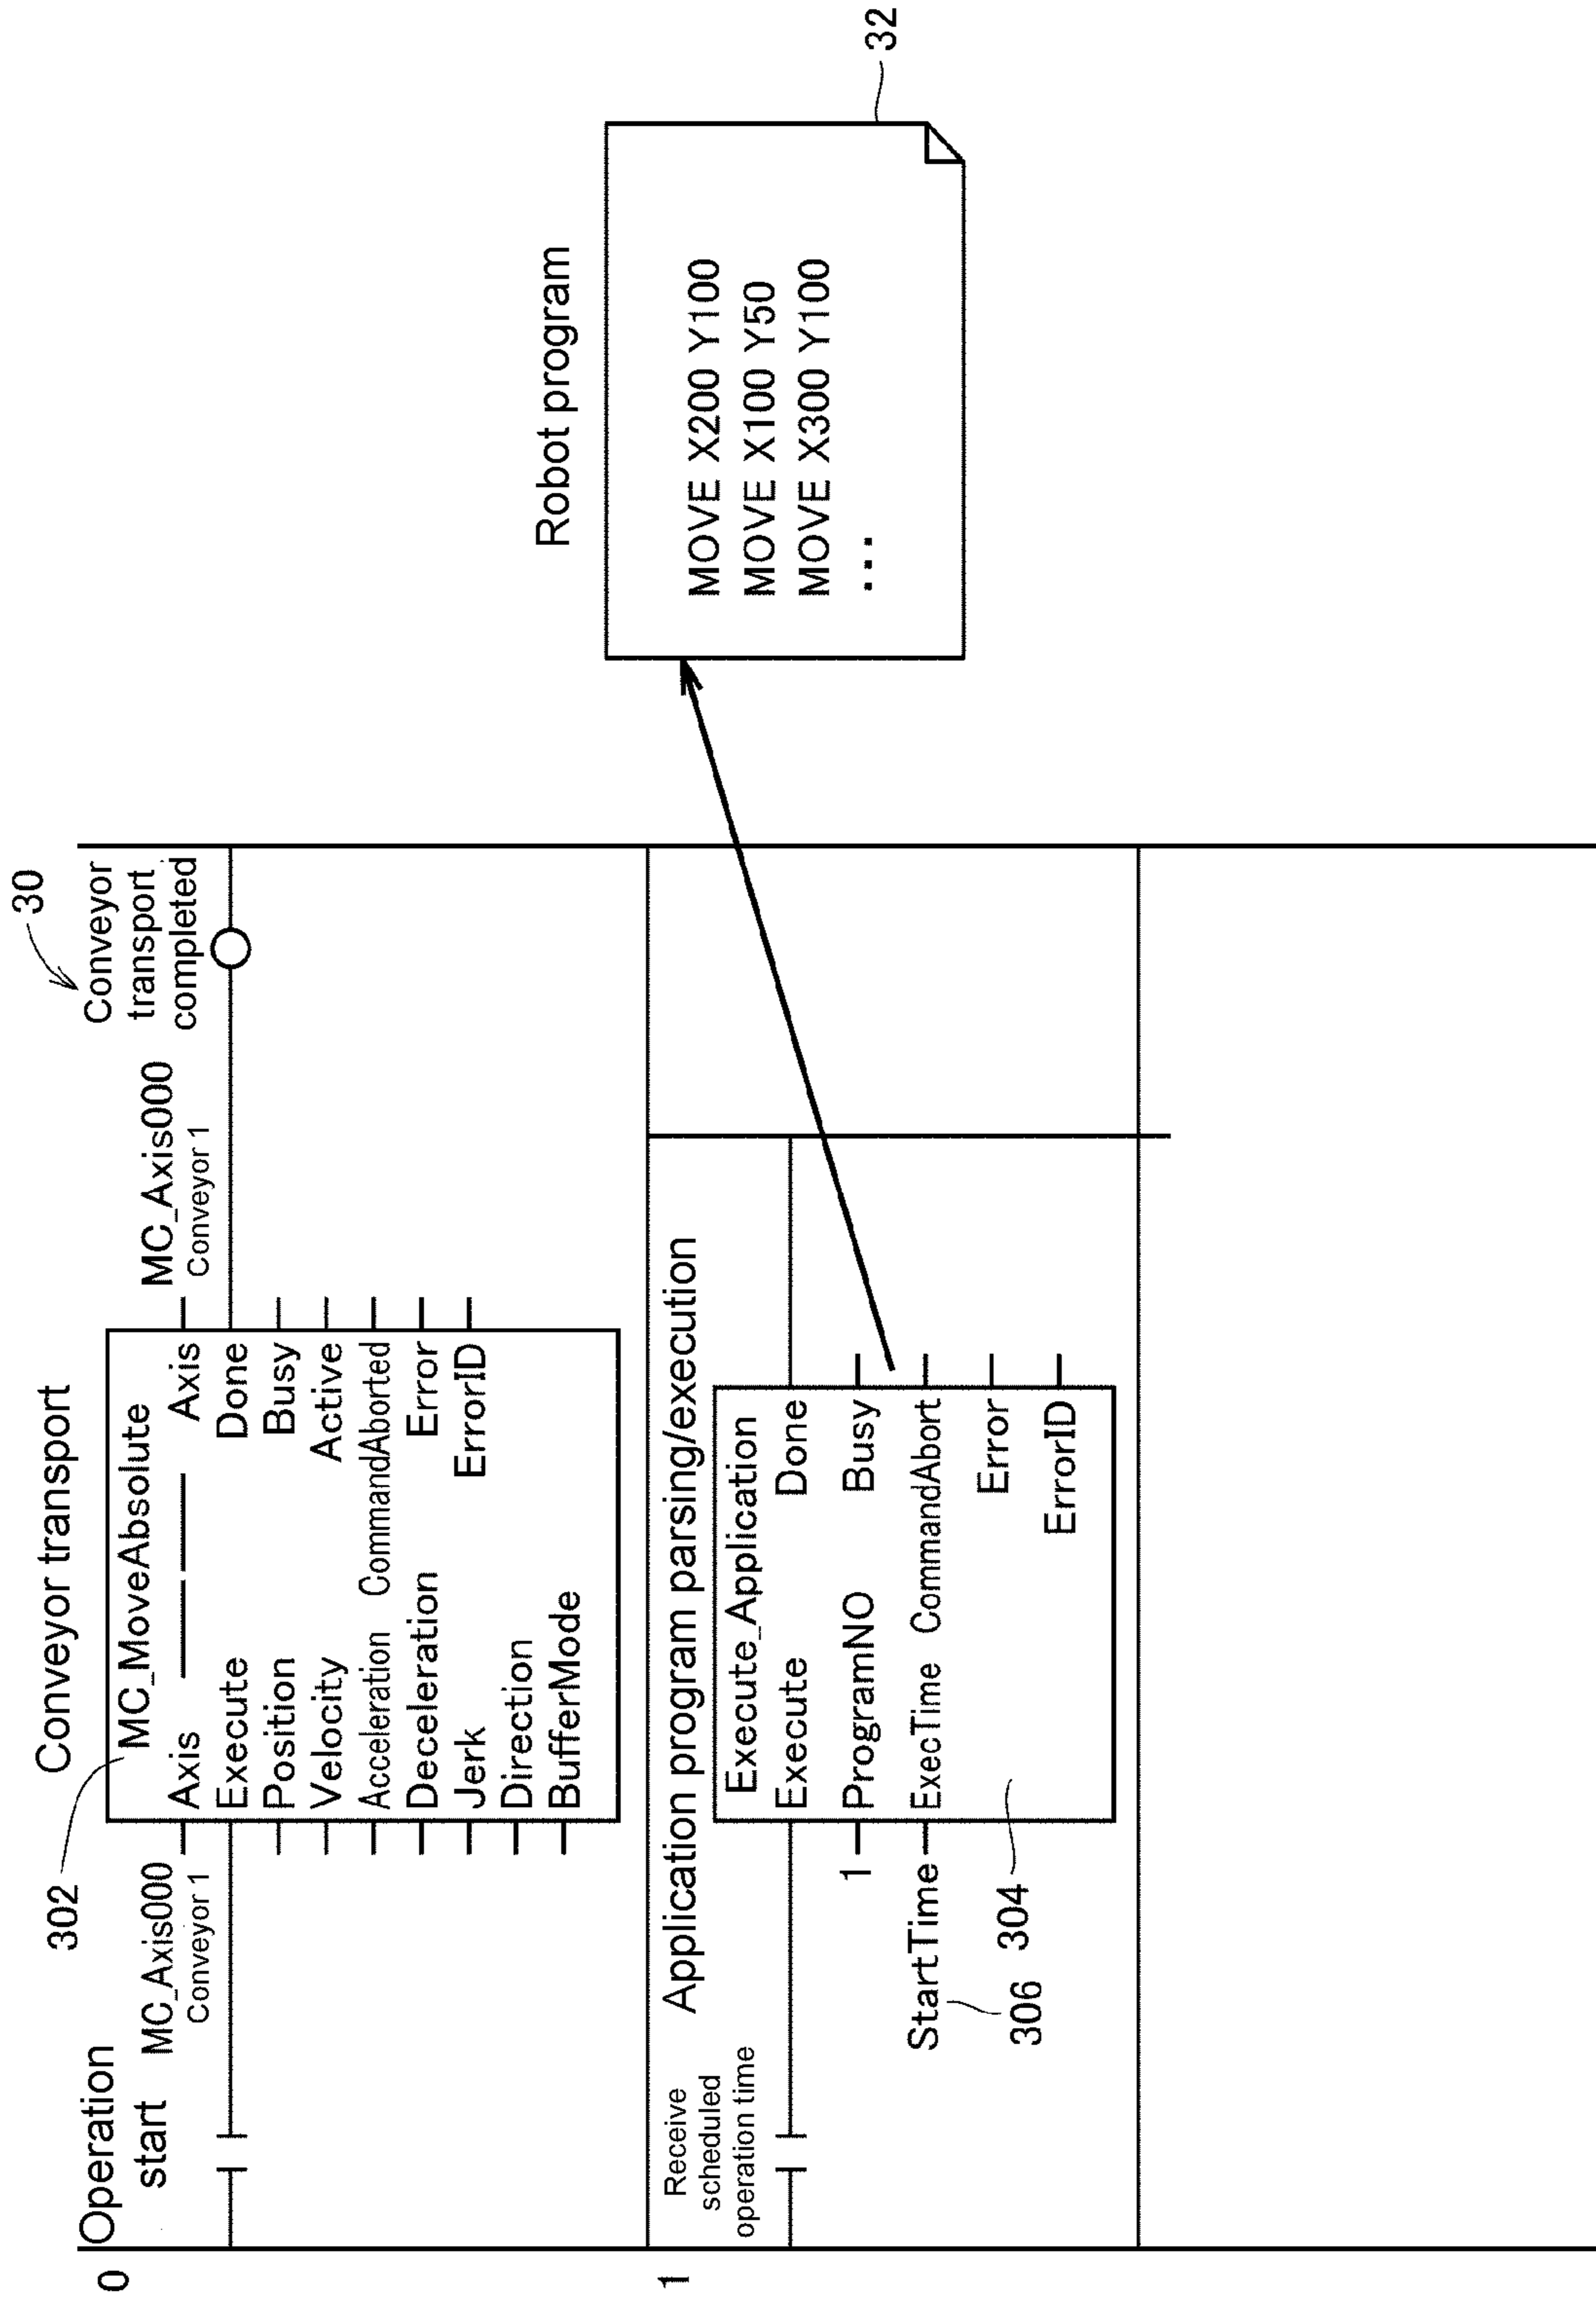 30
0
Operation
start
302
MC_Axis000
Conveyor 1
Conveyor transport
MC_MoveAbsolute
Axis Axis
Execute Done
Position Busy
Velocity Active
Acceleration CommandAborted
Deceleration Error
Jerk ErrorID
Direction
BufferMode
MC_Axis000
Conveyor 1
Conveyor
transport
completed
1
Receive
scheduled
operation time
Application program parsing/execution
Execute_Application
Execute Done
1 ProgramNO Busy
StartTime ExecTime CommandAbort
Error
ErrorID
306
304
Robot program
MOVE X200 Y100
MOVE X100 Y50
MOVE X300 Y100
...
32